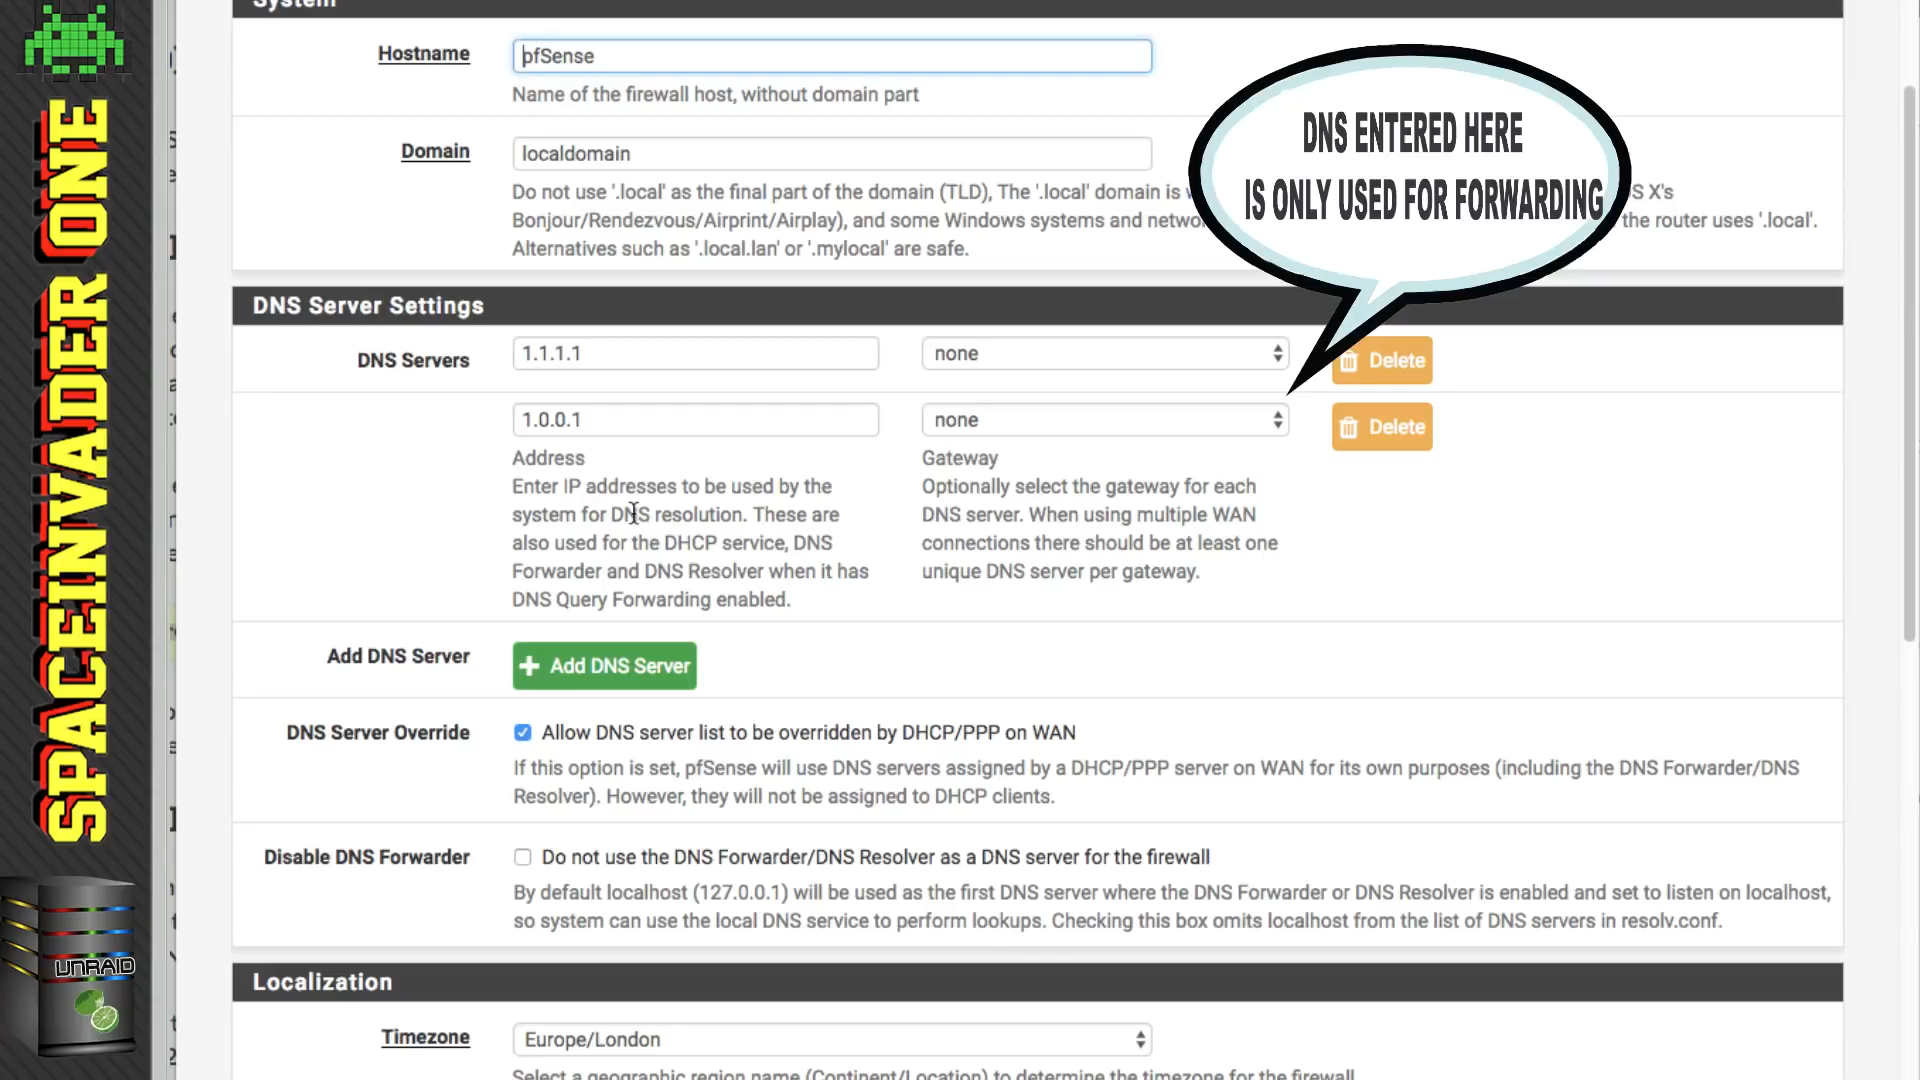 System
Hostname
pfSense
Name of the firewall host, without domain part
DNS ENTERED HERE
IS ONLY USED FOR FORWARDING
Domain
localdomain
Do not use '.local' as the final part of the domain (TLD), The '.local' domain is S X's
Bonjour/Rendezvous/Airprint/Airplay), and some Windows systems and the router uses '.local'.
Alternatives such as '.local.lan' or '.mylocal' are safe.
DNS Server Settings
DNS Servers
1.1.1.1
none
Delete
1.0.0.1
none
Delete
Address
Enter IP addresses to be used by the
system for DNS resolution. These are
also used for the DHCP service, DNS
Forwarder and DNS Resolver when it has
DNS Query Forwarding enabled.
Gateway
Optionally select the gateway for each
DNS server. When using multiple WAN
connections there should be at least one
unique DNS server per gateway.
Add DNS Server
Add DNS Server
DNS Server Override
Allow DNS server list to be overridden by DHCP/PPP on WAN
If this option is set, pfSense will use DNS servers assigned by a DHCP/PPP server on WAN for its own purposes (including the DNS Forwarder/DNS
Resolver). However, they will not be assigned to DHCP clients.
Disable DNS Forwarder
Do not use the DNS Forwarder/DNS Resolver as a DNS server for the firewall
By default localhost (127.0.0.1) will be used as the first DNS server where the DNS Forwarder or DNS Resolver is enabled and set to listen on localhost,
so system can use the local DNS service to perform lookups. Checking this box omits localhost from the list of DNS servers in resolv.conf.
Localization
Timezone
Europe/London
Select a geographic region name (Continent/Location) to determine the timezone for the firewall
SPACEINVADER ONE
UNRAID